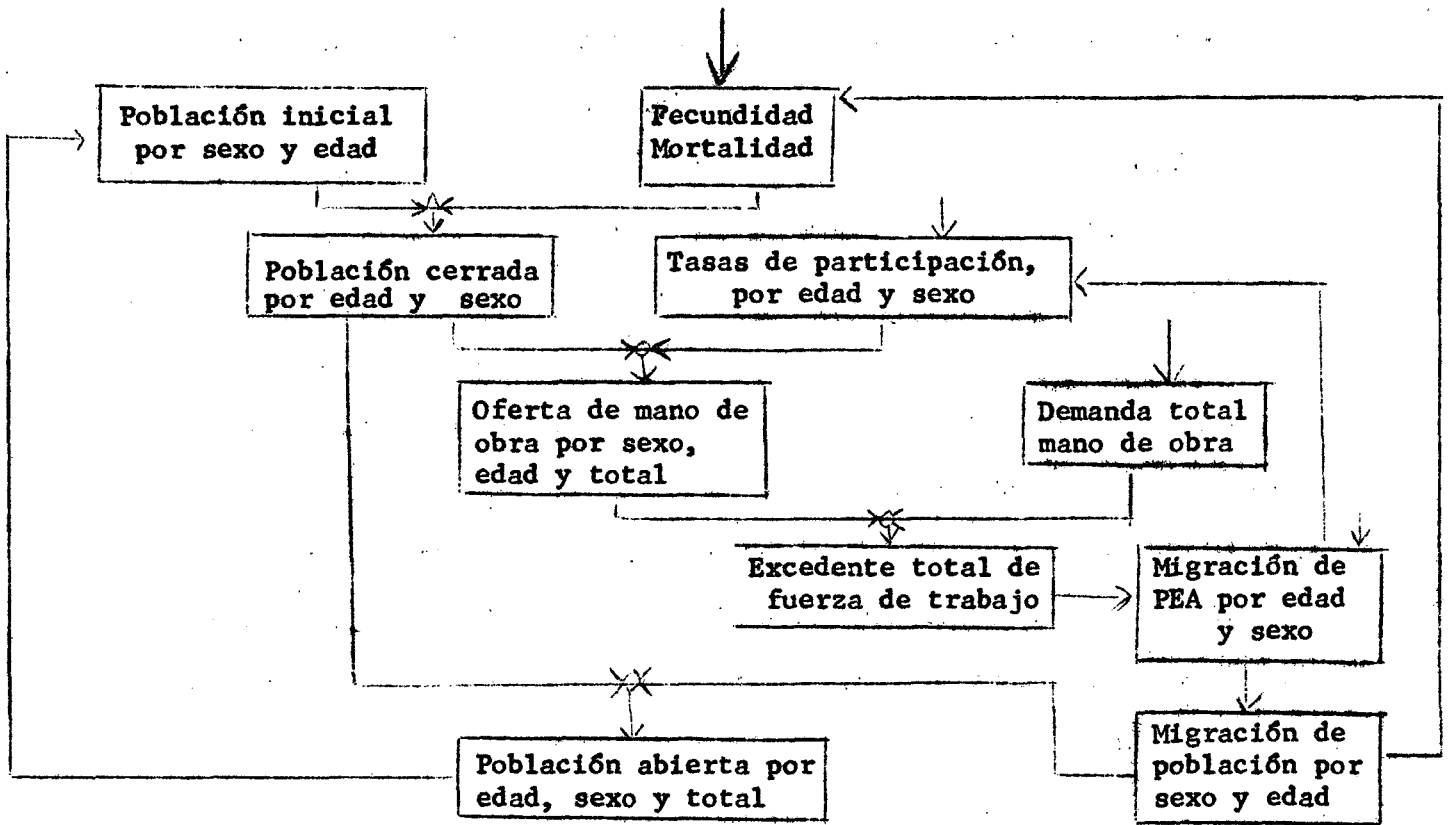 Población inicial
por sexo y edad
Fecundidad
Mortalidad
Población cerrada
por edad y sexo
Tasas de participación,
por edad y sexo
Oferta de mano de
obra por sexo,
edad y total
Demanda total
mano de obra
Excedente total de
fuerza de trabajo
Migración de
PEA por edad
y sexo
Población abierta por
edad, sexo y total
Migración de
población por
sexo y edad